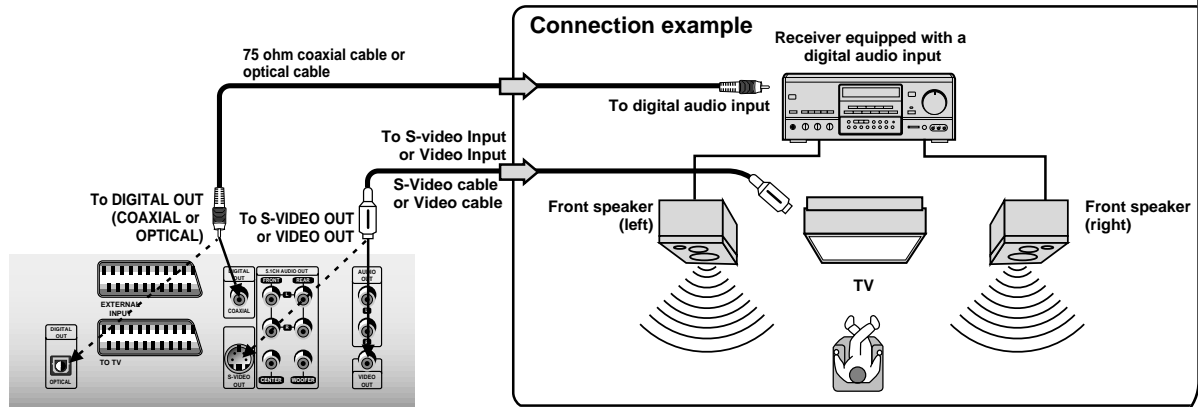 Connection example
75 ohm coaxial cable or
optical cable
Receiver equipped with a
digital audio input
To digital audio input
To S-video Input
or Video Input
S-Video cable
or Video cable
To DIGITAL OUT
(COAXIAL or
OPTICAL)
To S-VIDEO OUT
or VIDEO OUT
Front speaker
(left)
Front speaker
(right)
TV
DIGITAL
OUT
COAXIAL
5.1CH AUDIO OUT
FRONT
REAR
L
R
CENTER
WOOFER
AUDIO
OUT
EXTERNAL
INPUT
TO TV
DIGITAL
OUT
OPTICAL
S-VIDEO
OUT
VIDEO
OUT